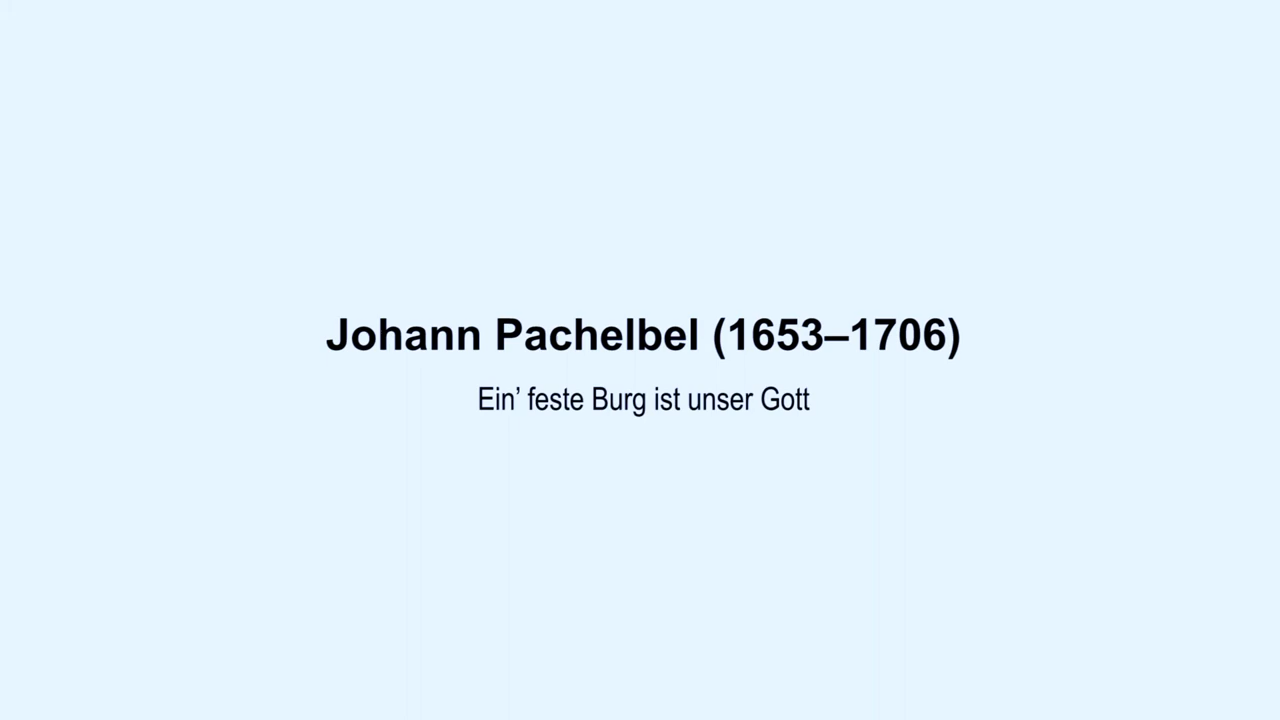 Johann Pachelbel (1653–1706)
Ein’ feste Burg ist unser Gott